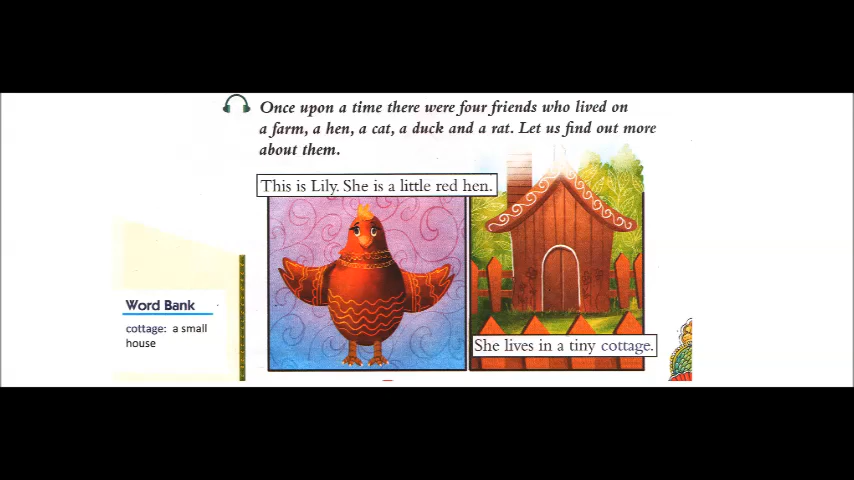 Once upon a time there were four friends who lived on
a farm, a hen, a cat, a duck and a rat. Let us find out more
about them.
This is Lily. She is a little red hen.
She lives in a tiny cottage.
Word Bank
cottage: a small
house